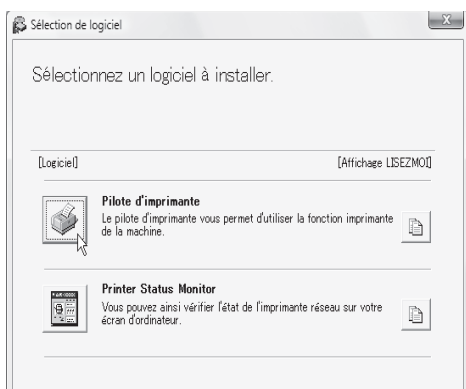 Sélection de logiciel
Sélectionnez un logiciel à installer.
[Logiciel]
[Affichage LISEZMOI]
Pilote d'imprimante
Le pilote d'imprimante vous permet d'utiliser la fonction imprimante
de la machine.
Printer Status Monitor
Vous pouvez ainsi vérifier l'état de l'imprimante réseau sur votre
écran d'ordinateur.